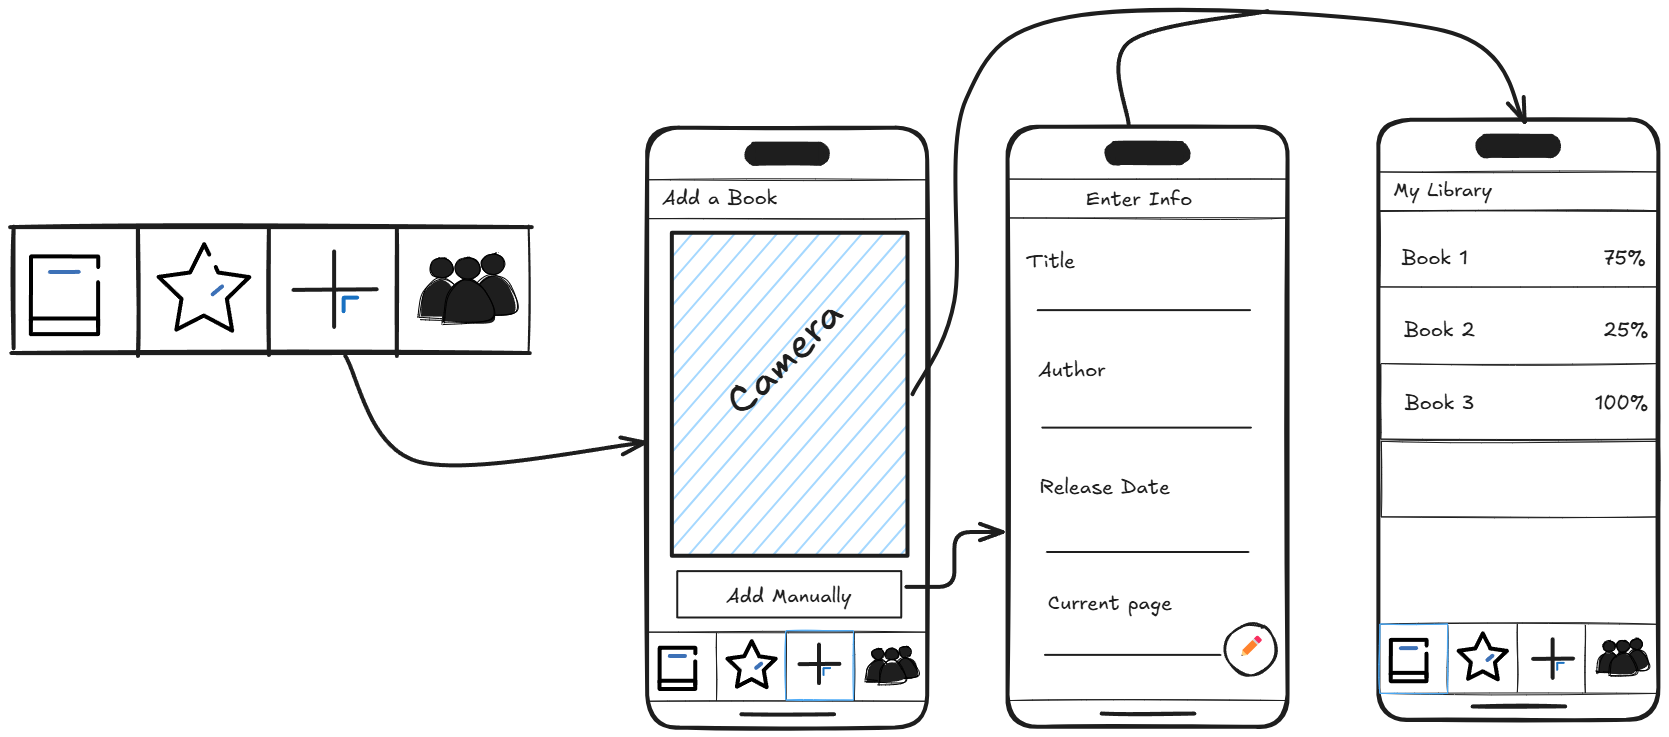 Add a Book
Camera
Add Manually
Enter Info
Title
Author
Release Date
Current page
My Library
Book 1 75%
Book 2 25%
Book 3 100%